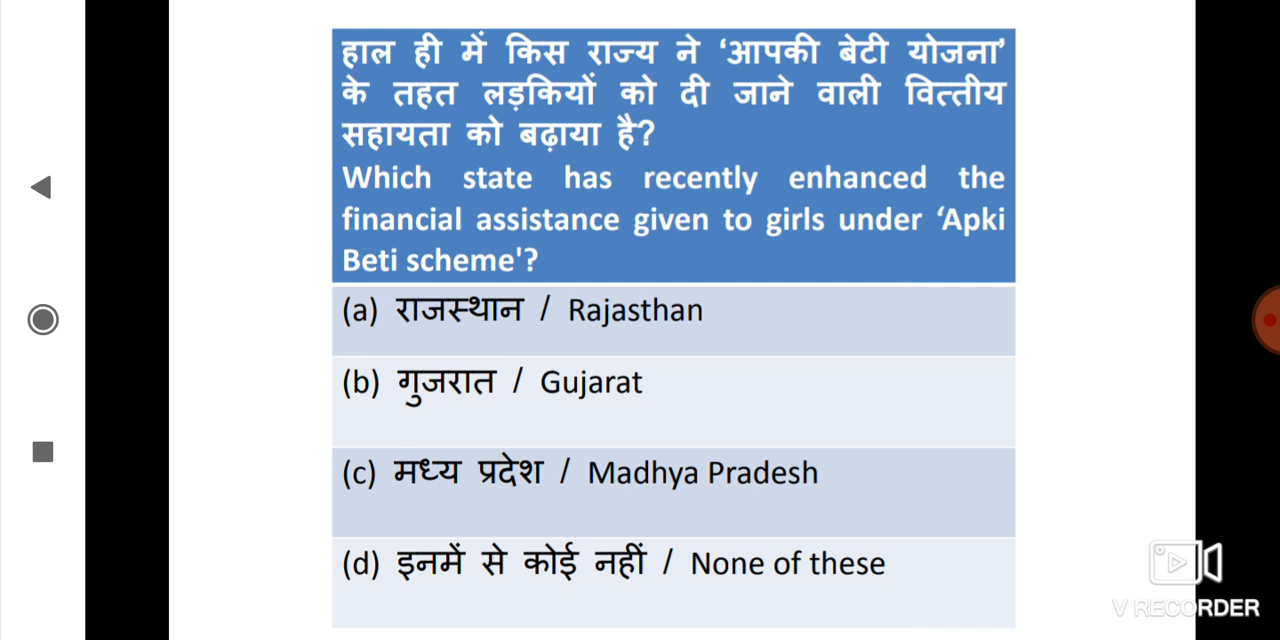 हाल ही में किस राज्य ने ‘आपकी बेटी योजना’
के तहत लड़कियों को दी जाने वाली वित्तीय
सहायता को बढ़ाया है?
Which state has recently enhanced the
financial assistance given to girls under ‘Apki
Beti scheme'?
(a) राजस्थान / Rajasthan
(b) गुजरात / Gujarat
(c) मध्य प्रदेश / Madhya Pradesh
(d) इनमें से कोई नहीं / None of these
V RECORDER